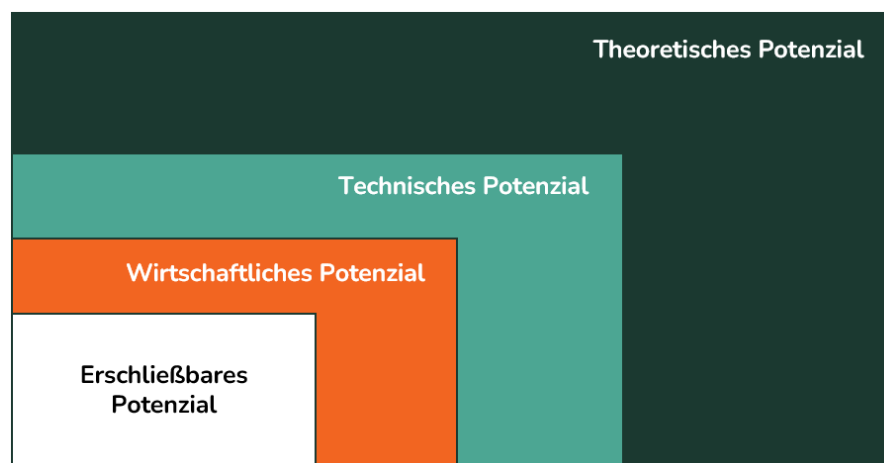 Theoretisches Potenzial
Technisches Potenzial
Wirtschaftliches Potenzial
Erschließbares
Potenzial